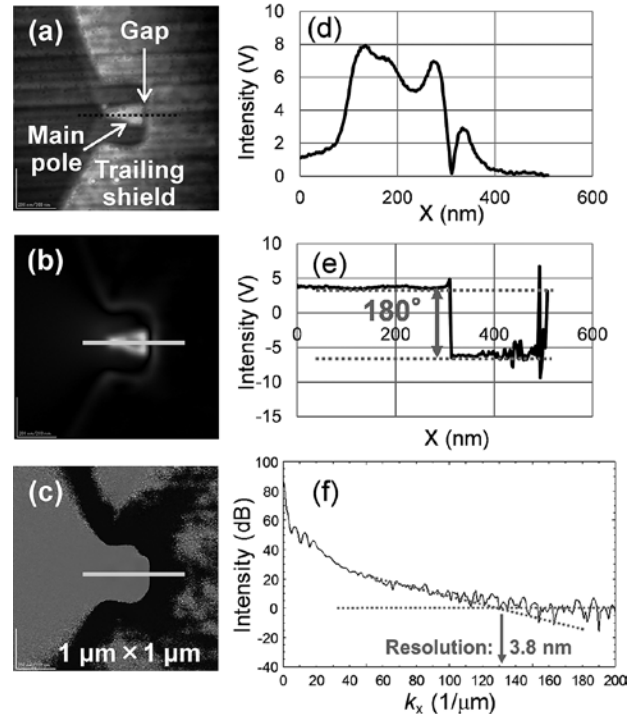 (a)
Gap
Main
pole
Trailing
shield
(b)
(c)
1 μm × 1 μm
(d)
Intensity (V)
10
8
6
4
2
0
0
200
400
600
X (nm)
(e)
Intensity (V)
10
5
0
-5
-10
-15
0
200
400
600
180°
X (nm)
(f)
Intensity (dB)
100
80
60
40
20
0
-20
-40
Resolution: 3.8 nm
0 20 40 60 80 100 120 140 160 180 200
kx (1/μm)